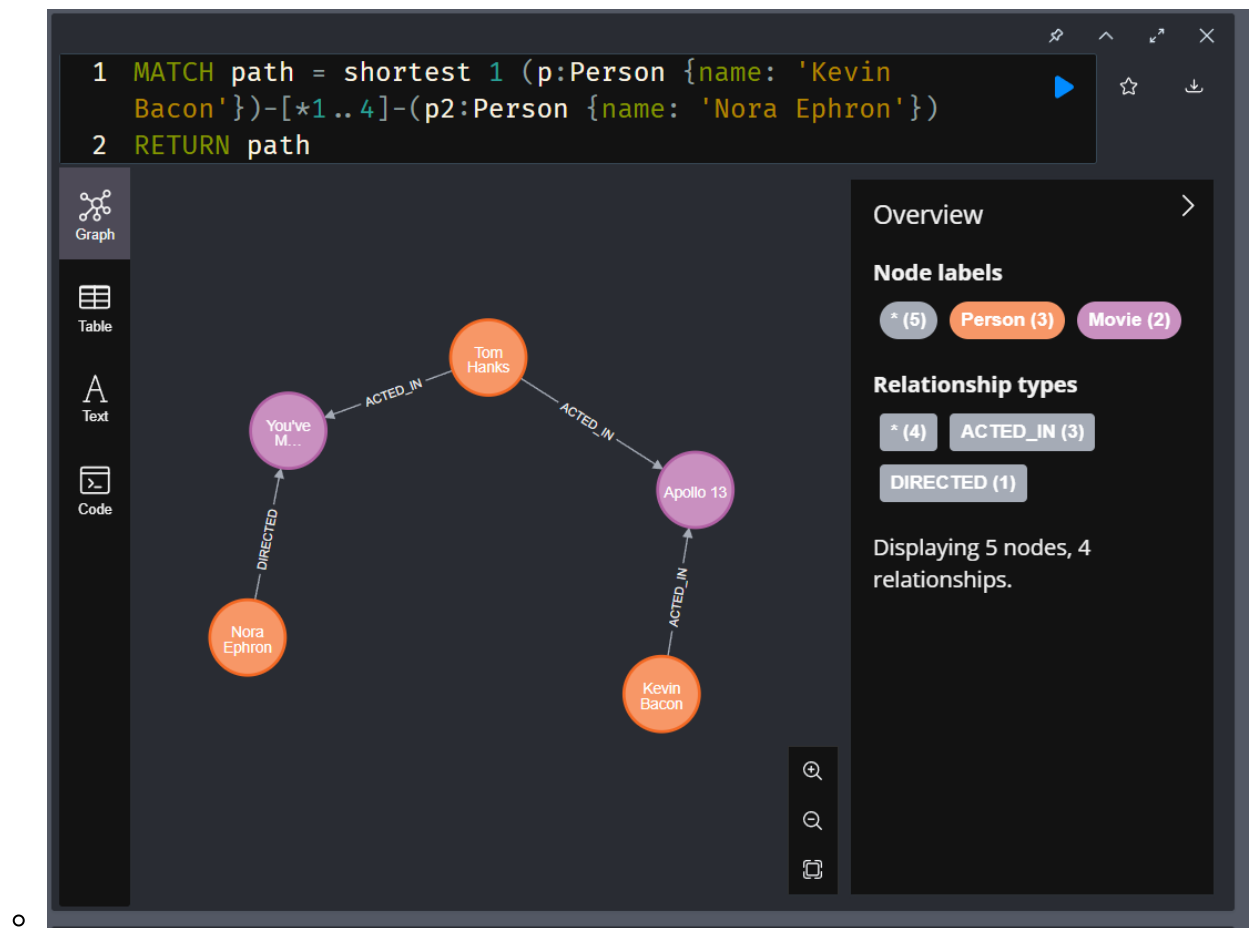 1 MATCH path = shortest 1 (p:Person {name: 'Kevin
Bacon'})-[*1..4]-(p2:Person {name: 'Nora Ephron'})
2 RETURN path
Graph
Table
Text
Code
Tom
Hanks
ACTED_IN
ACTED_IN
You've
M...
Apollo 13
DIRECTED
ACTED_IN
Nora
Ephron
Kevin
Bacon
Overview
Node labels
* (5) Person (3) Movie (2)
Relationship types
* (4) ACTED_IN (3)
DIRECTED (1)
Displaying 5 nodes, 4
relationships.